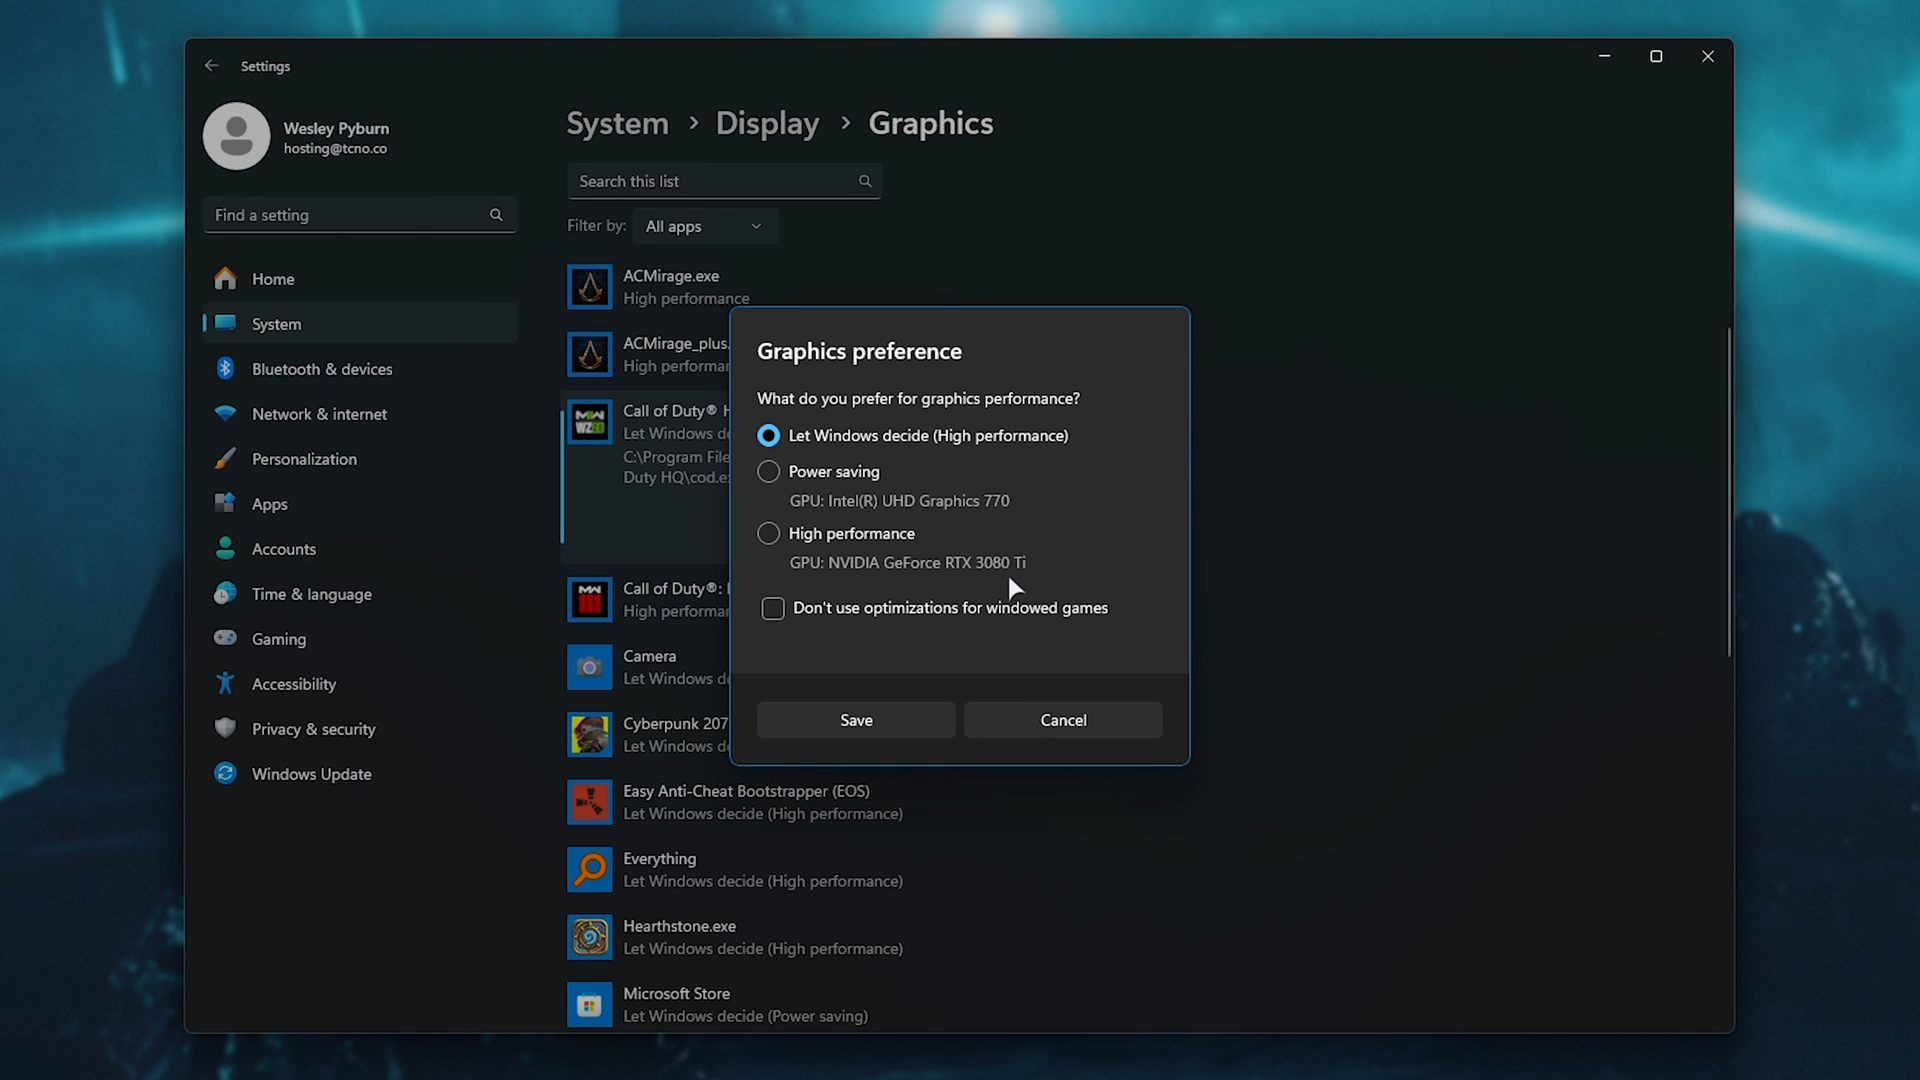 Settings
Wesley Pyburn
hosting@tcno.co
Find a setting
Home
System
Bluetooth & devices
Network & internet
Personalization
Apps
Accounts
Time & language
Gaming
Accessibility
Privacy & security
Windows Update
System > Display > Graphics
Search this list
Filter by: All apps
ACMirage.exe
High performance
ACMirage_plus.
High performa
Call of Duty®
Let Windows de
C:\Program File
Duty HQ\cod.e
Call of Duty®:
High performa
Camera
Let Windows de
Cyberpunk 207
Let Windows de
Easy Anti-Cheat Bootstrapper (EOS)
Let Windows decide (High performance)
Everything
Let Windows decide (High performance)
Hearthstone.exe
Let Windows decide (High performance)
Microsoft Store
Let Windows decide (Power saving)
Graphics preference
What do you prefer for graphics performance?
Let Windows decide (High performance)
Power saving
GPU: Intel(R) UHD Graphics 770
High performance
GPU: NVIDIA GeForce RTX 3080 Ti
Don't use optimizations for windowed games
Save
Cancel